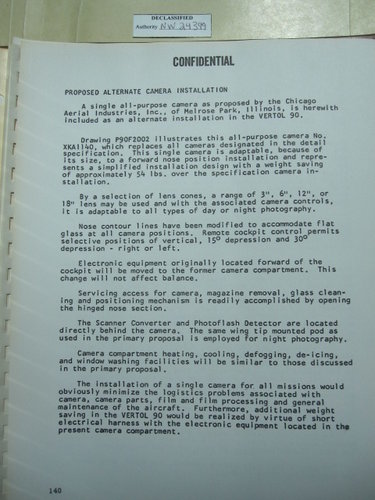 DECLASSIFIED
Authority NW 24399
CONFIDENTIAL
PROPOSED ALTERNATE CAMERA INSTALLATION
A single all-purpose camera as proposed by the Chicago
Aerial Industries, Inc., of Melrose Park, Illinois, is herewith
included as an alternate installation in the VERTOL 90.
Drawing P90F2002 illustrates this all-purpose camera No.
XKA1140, which replaces all cameras designated in the detail
specification. This single camera is adaptable, because of
its size, to a forward nose position installation and repre-
sents a simplified installation design with a weight saving
of approximately 54 lbs. over the specification camera in-
stallation.
By a selection of lens cones, a range of 3", 6", 12", or
18" lens may be used and with the associated camera controls,
it is adaptable to all types of day or night photography.
Nose contour lines have been modified to accommodate flat
glass at all camera positions. Remote cockpit control permits
selective positions of vertical, 15° depression and 30°
depression - right or left.
Electronic equipment originally located forward of the
cockpit will be moved to the former camera compartment. This
change will not affect balance.
Servicing access for camera, magazine removal, glass clean-
ing and positioning mechanism is readily accomplished by opening
the hinged nose section.
The Scanner Converter and Photoflash Detector are located
directly behind the camera. The same wing tip mounted pod as
used in the primary proposal is employed for night photography.
Camera compartment heating, cooling, defogging, de-icing,
and window washing facilities will be similar to those discussed
in the primary proposal.
The installation of a single camera for all missions would
obviously minimize the logistics problems associated with
camera, camera parts, film and film processing and general
maintenance of the aircraft. Furthermore, additional weight
saving in the VERTOL 90 would be realized by virtue of short
electrical harness with the electronic equipment located in the
present camera compartment.
140